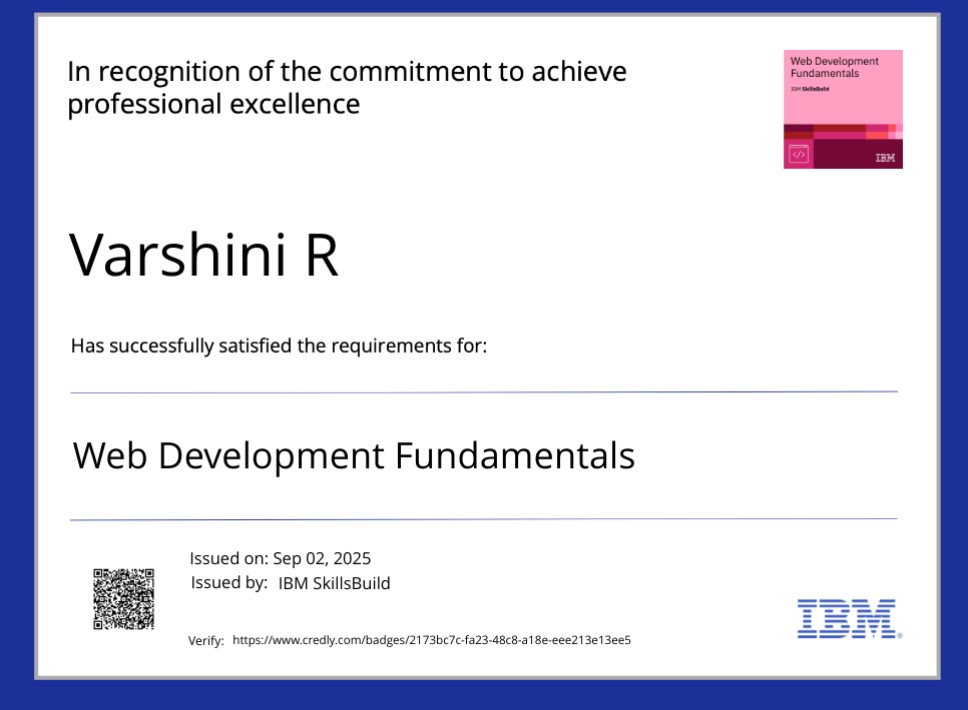 In recognition of the commitment to achieve
professional excellence
Web Development
Fundamentals
IBM SkillsBuild
</>
IBM
Varshini R
Has successfully satisfied the requirements for:
Web Development Fundamentals
Issued on: Sep 02, 2025
Issued by: IBM SkillsBuild
Verify: https://www.credly.com/badges/2173bc7c-fa23-48c8-a18e-eee213e13ee5
IBM®